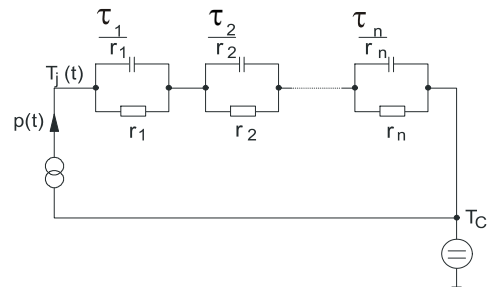 τ1 τ2 τn
r1 r2 rn
Tj (t)
p(t)
r1 r2 rn
TC